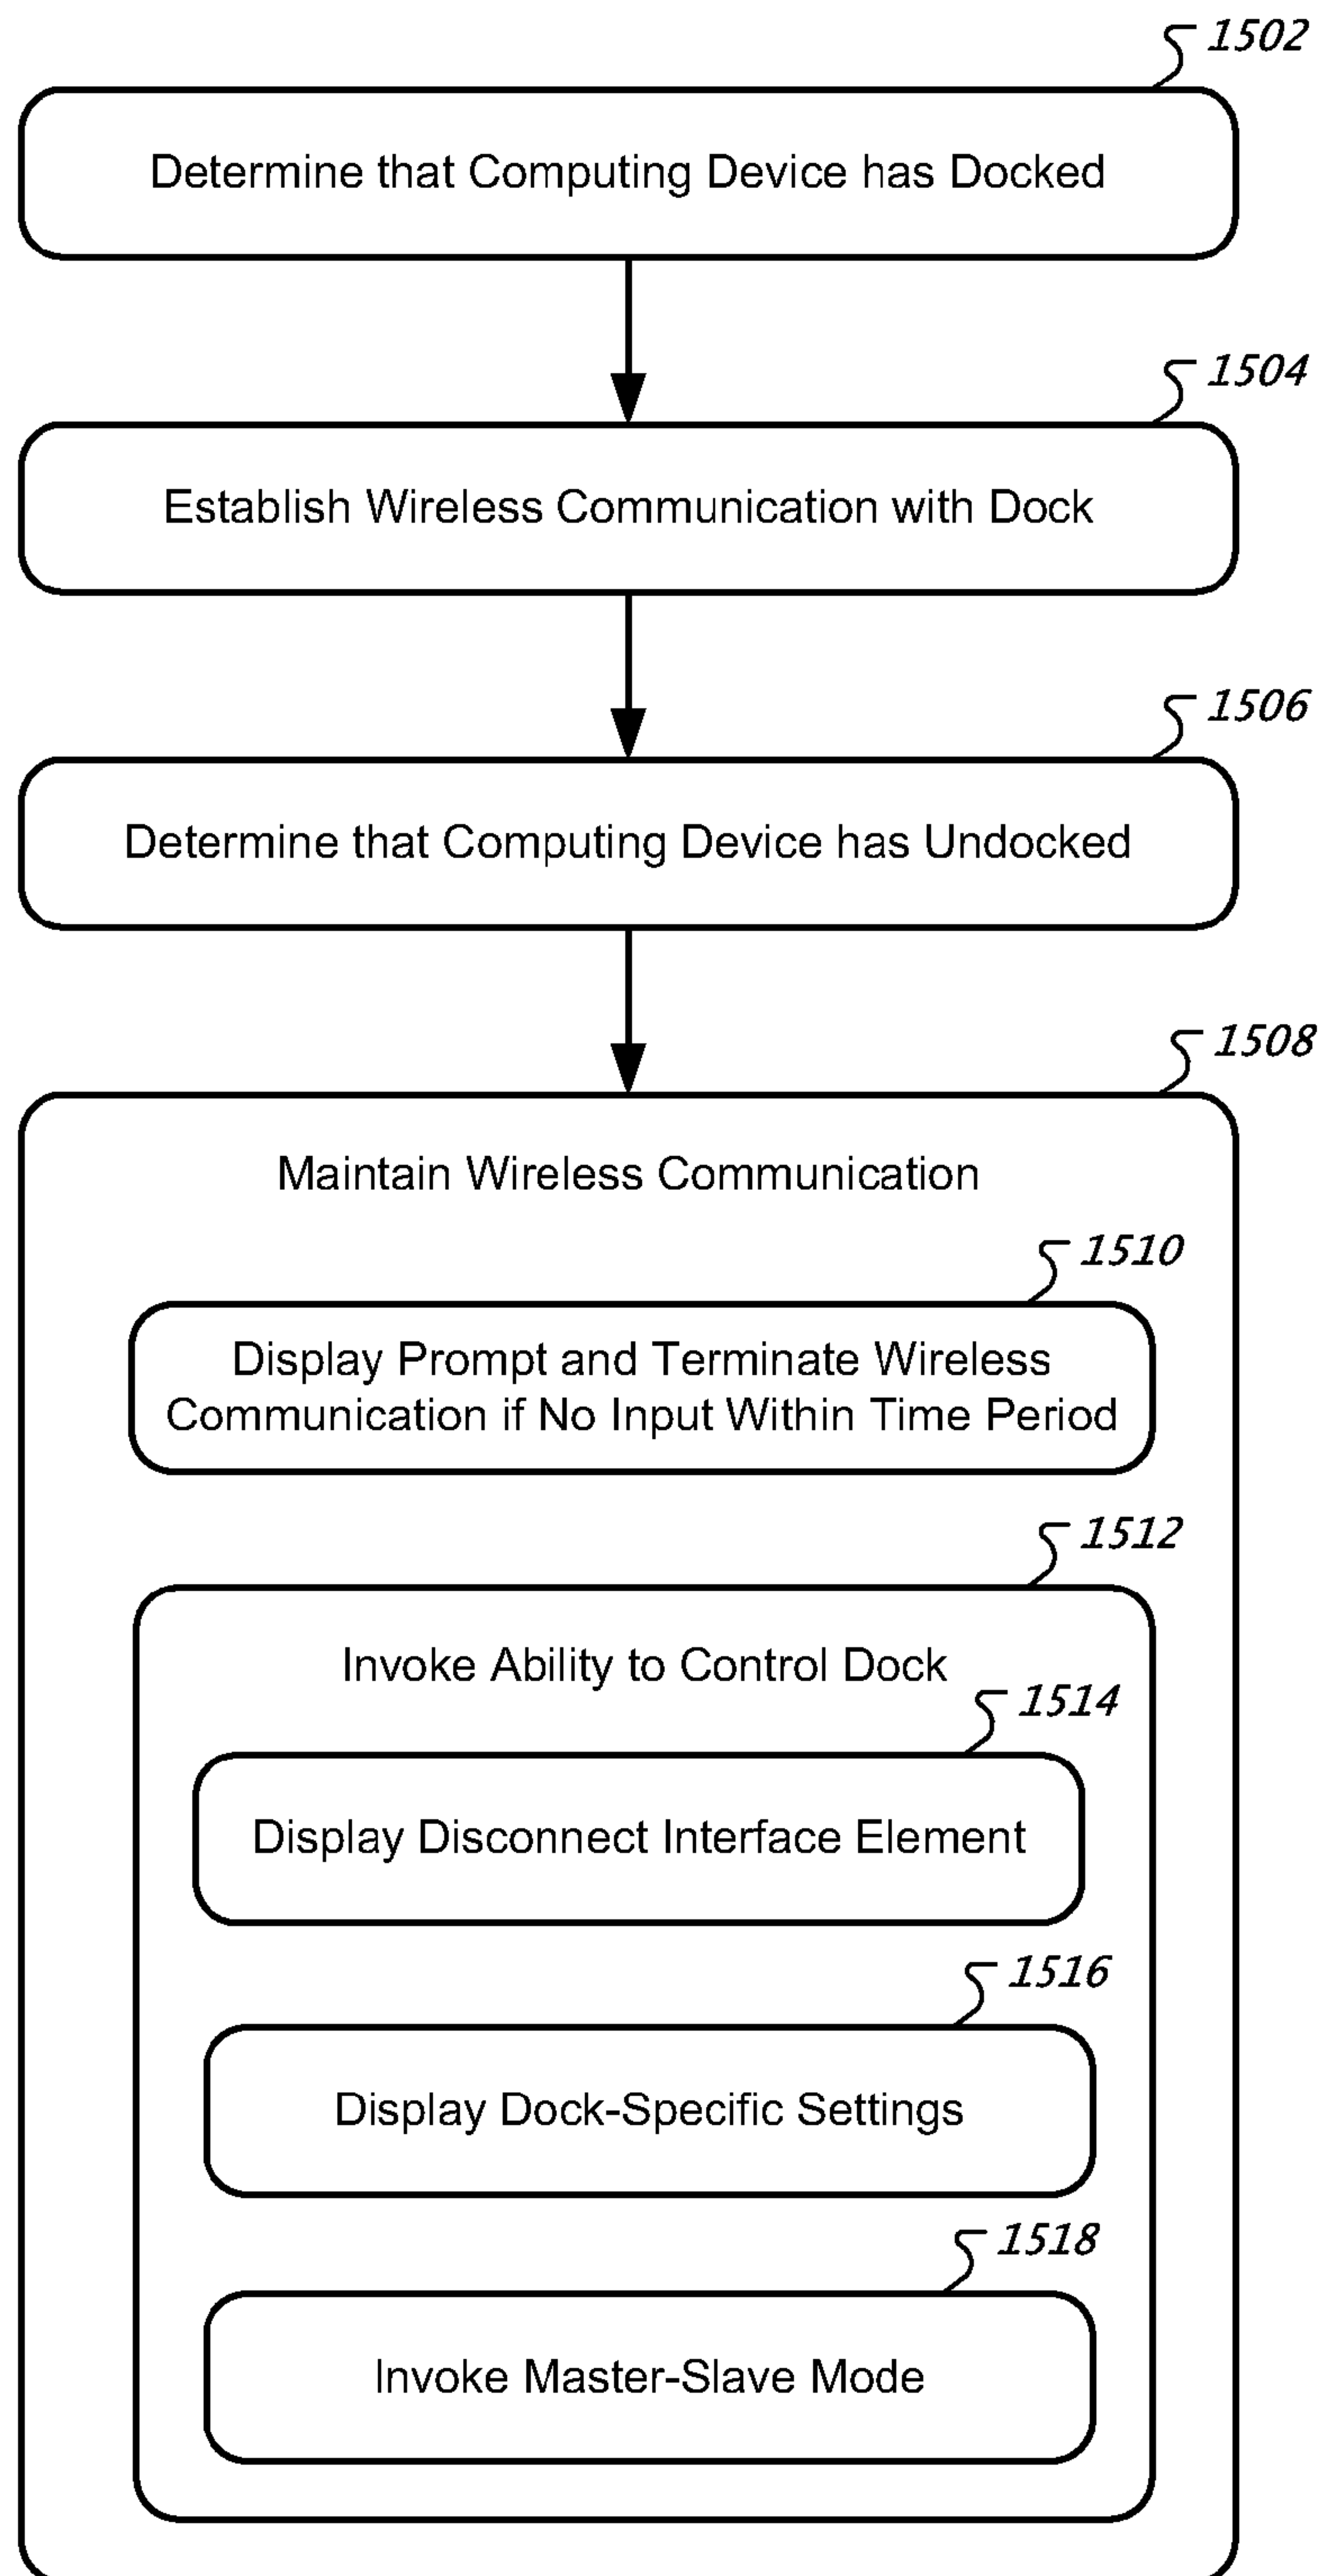 1502
Determine that Computing Device has Docked
1504
Establish Wireless Communication with Dock
1506
Determine that Computing Device has Undocked
1508
Maintain Wireless Communication
1510
Display Prompt and Terminate Wireless
Communication if No Input Within Time Period
1512
Invoke Ability to Control Dock
1514
Display Disconnect Interface Element
1516
Display Dock-Specific Settings
1518
Invoke Master-Slave Mode